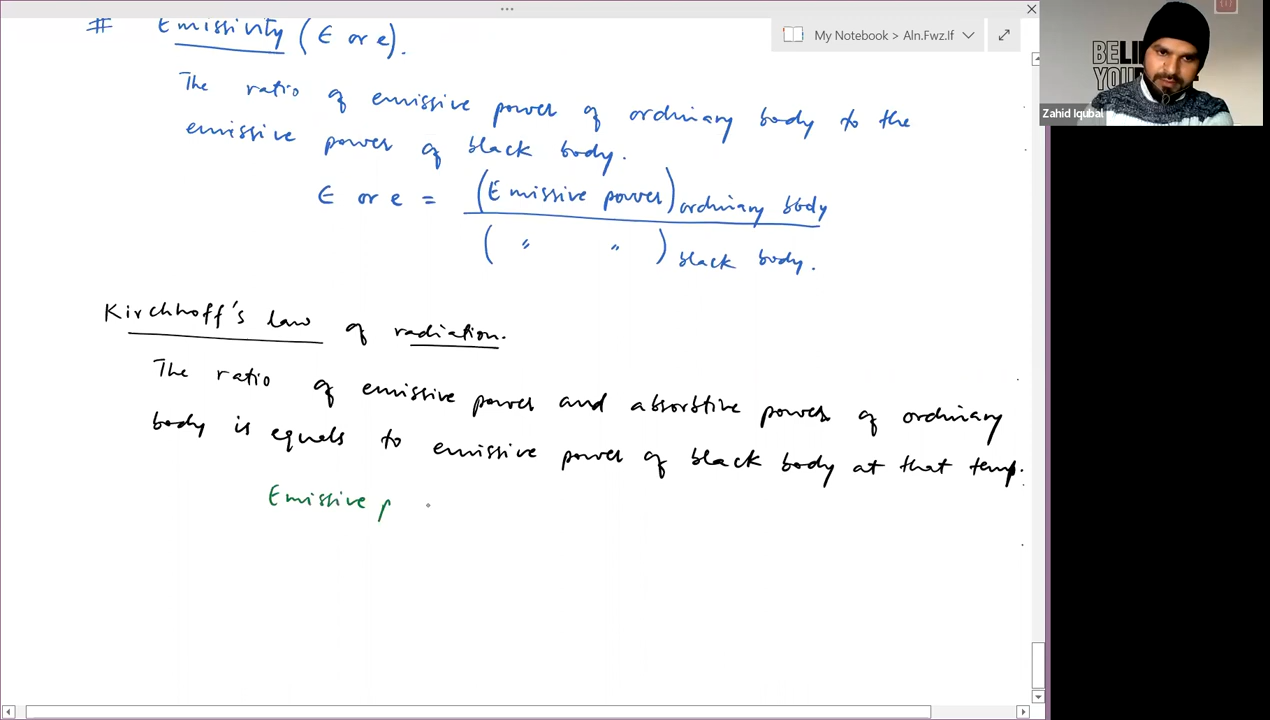 My Notebook > Aln.Fwz.If
BELI
YOU
Zahid Iqubal
# Emissivity (ϵ or e).
The ratio of emissive power of ordinary body to the
emissive power of black body.
ϵ or e = (Emissive power) ordinary body
( " " ) black body.
Kirchhoff's law of radiation.
The ratio of emissive power and absorbtive power of ordinary
body is equals to emissive power of black body at that temp.
Emissive p